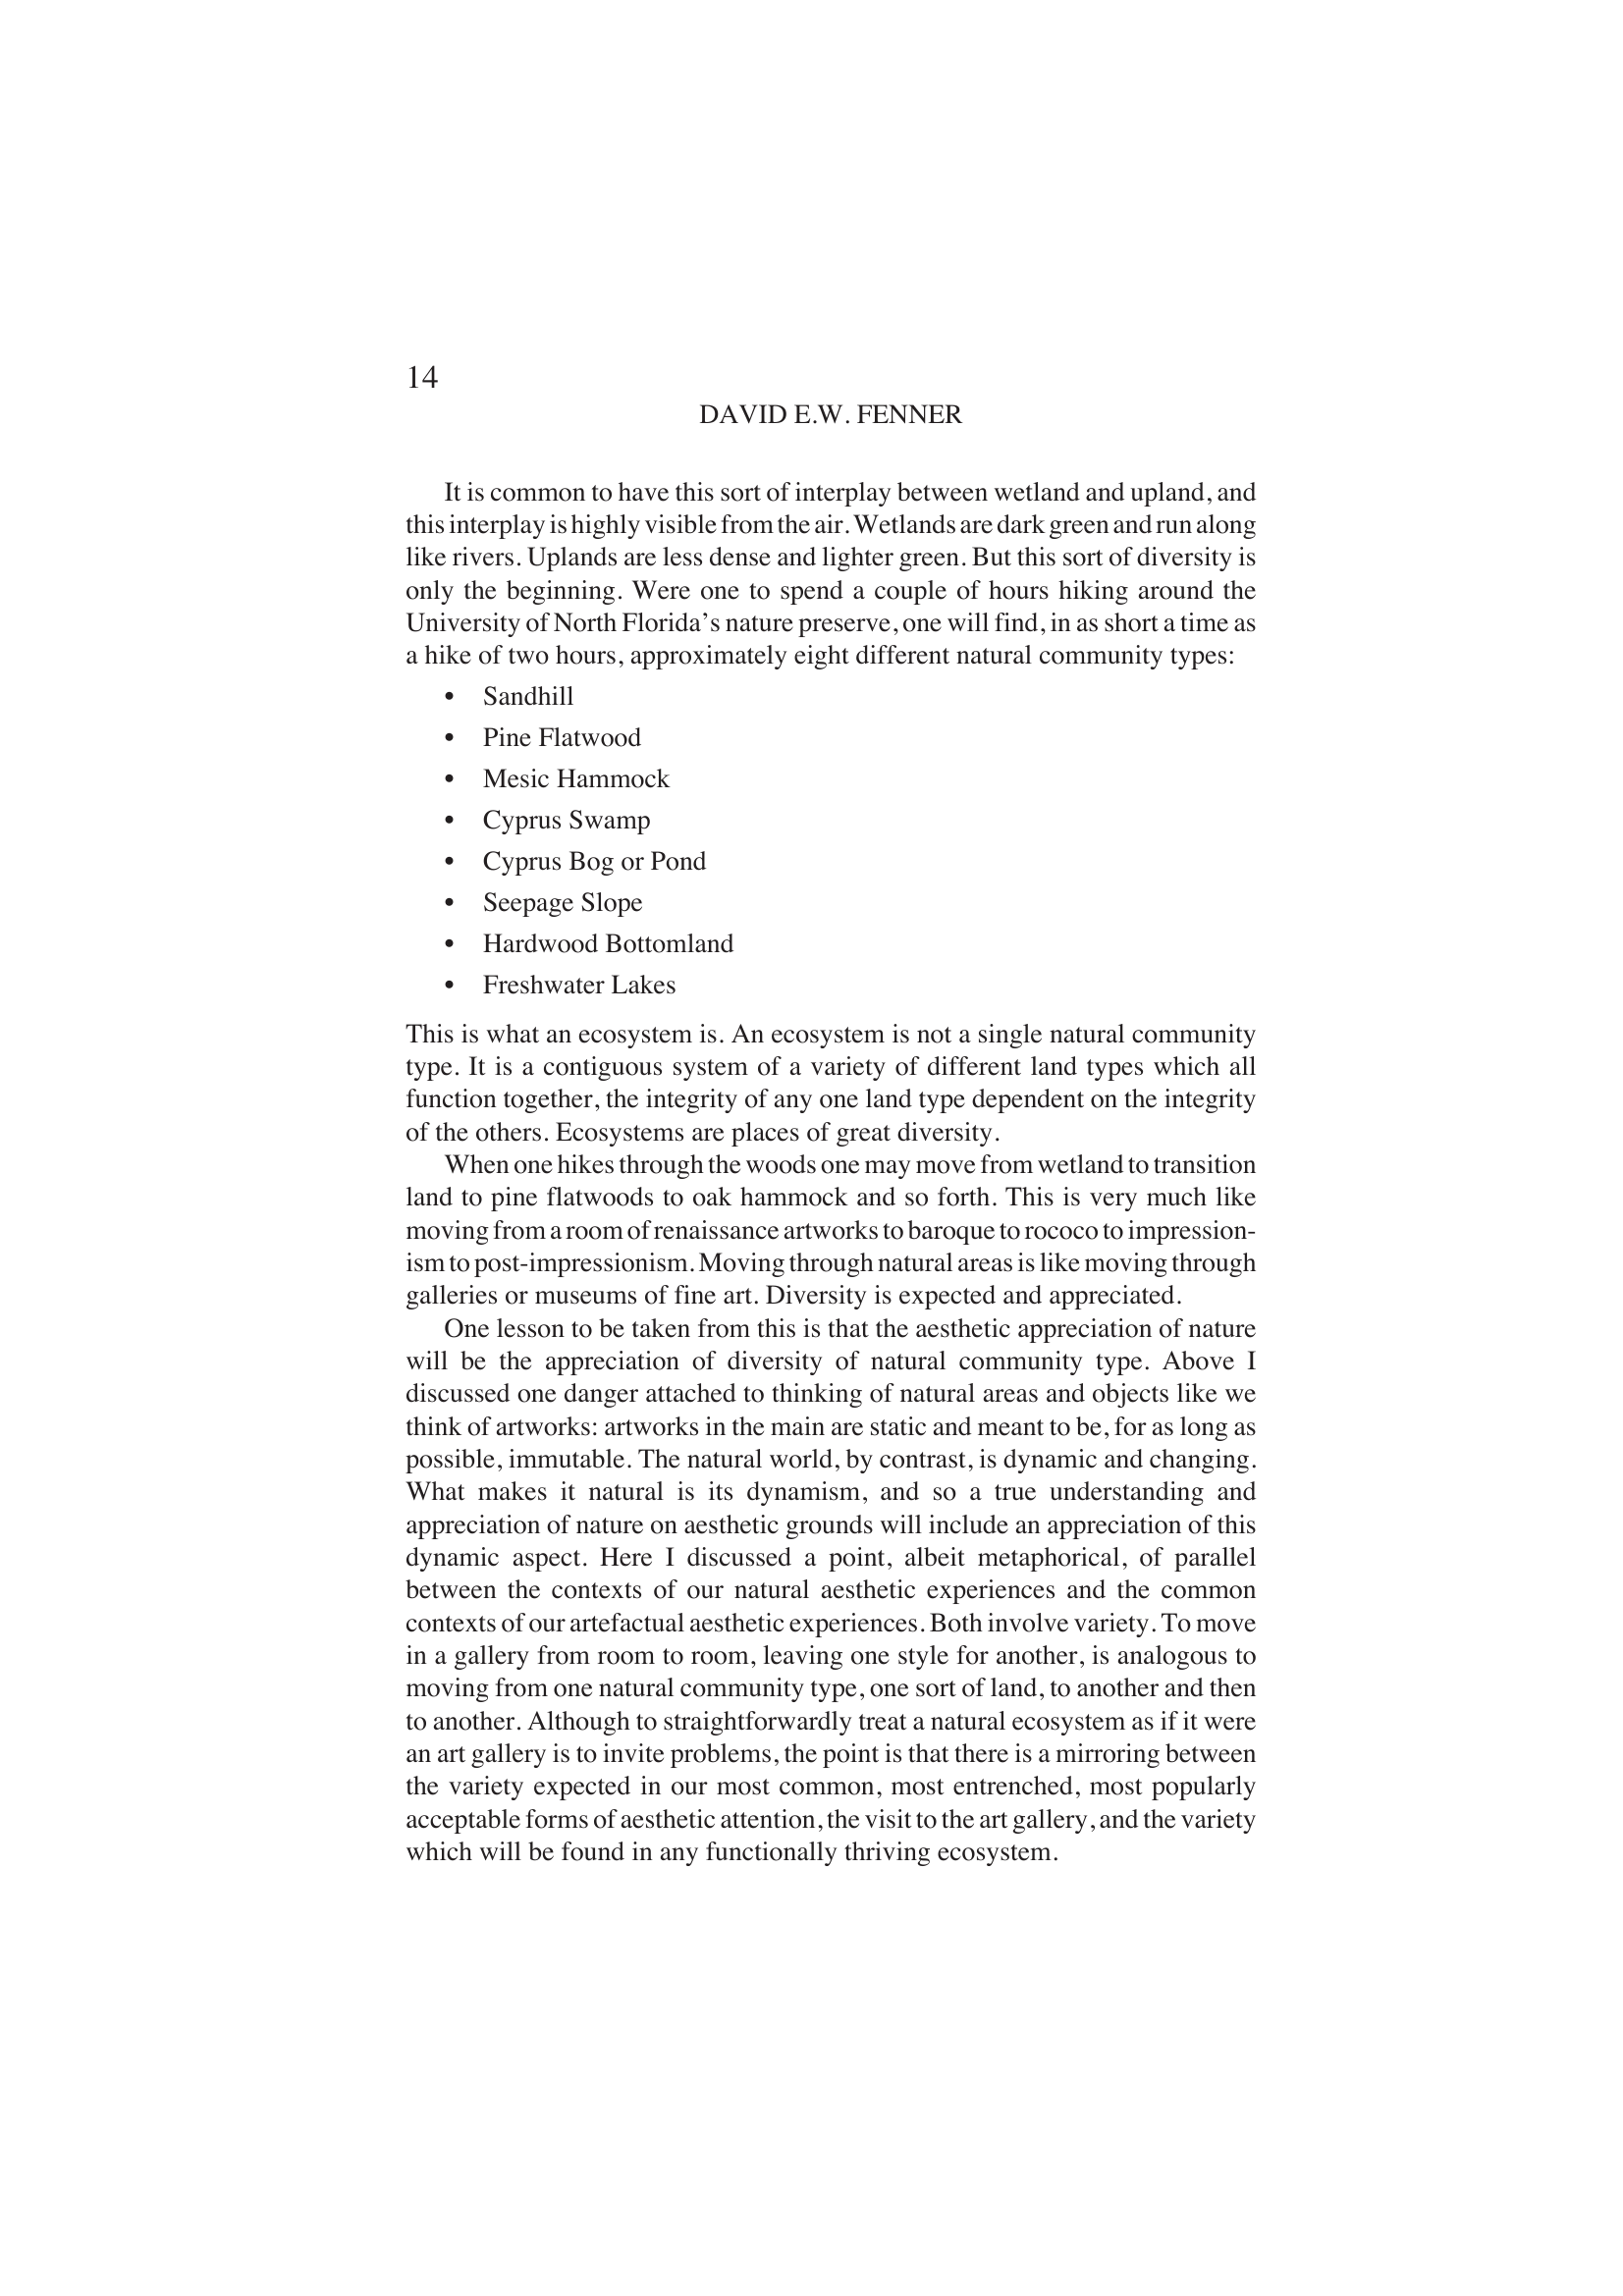 14
DAVID E.W. FENNER
It is common to have this sort of interplay between wetland and upland, and
this interplay is highly visible from the air. Wetlands are dark green and run along
like rivers. Uplands are less dense and lighter green. But this sort of diversity is
only the beginning. Were one to spend a couple of hours hiking around the
University of North Florida’s nature preserve, one will find, in as short a time as
a hike of two hours, approximately eight different natural community types:
• Sandhill
• Pine Flatwood
• Mesic Hammock
• Cyprus Swamp
• Cyprus Bog or Pond
• Seepage Slope
• Hardwood Bottomland
• Freshwater Lakes
This is what an ecosystem is. An ecosystem is not a single natural community
type. It is a contiguous system of a variety of different land types which all
function together, the integrity of any one land type dependent on the integrity
of the others. Ecosystems are places of great diversity.
When one hikes through the woods one may move from wetland to transition
land to pine flatwoods to oak hammock and so forth. This is very much like
moving from a room of renaissance artworks to baroque to rococo to impression-
ism to post-impressionism. Moving through natural areas is like moving through
galleries or museums of fine art. Diversity is expected and appreciated.
One lesson to be taken from this is that the aesthetic appreciation of nature
will be the appreciation of diversity of natural community type. Above I
discussed one danger attached to thinking of natural areas and objects like we
think of artworks: artworks in the main are static and meant to be, for as long as
possible, immutable. The natural world, by contrast, is dynamic and changing.
What makes it natural is its dynamism, and so a true understanding and
appreciation of nature on aesthetic grounds will include an appreciation of this
dynamic aspect. Here I discussed a point, albeit metaphorical, of parallel
between the contexts of our natural aesthetic experiences and the common
contexts of our artefactual aesthetic experiences. Both involve variety. To move
in a gallery from room to room, leaving one style for another, is analogous to
moving from one natural community type, one sort of land, to another and then
to another. Although to straightforwardly treat a natural ecosystem as if it were
an art gallery is to invite problems, the point is that there is a mirroring between
the variety expected in our most common, most entrenched, most popularly
acceptable forms of aesthetic attention, the visit to the art gallery, and the variety
which will be found in any functionally thriving ecosystem.